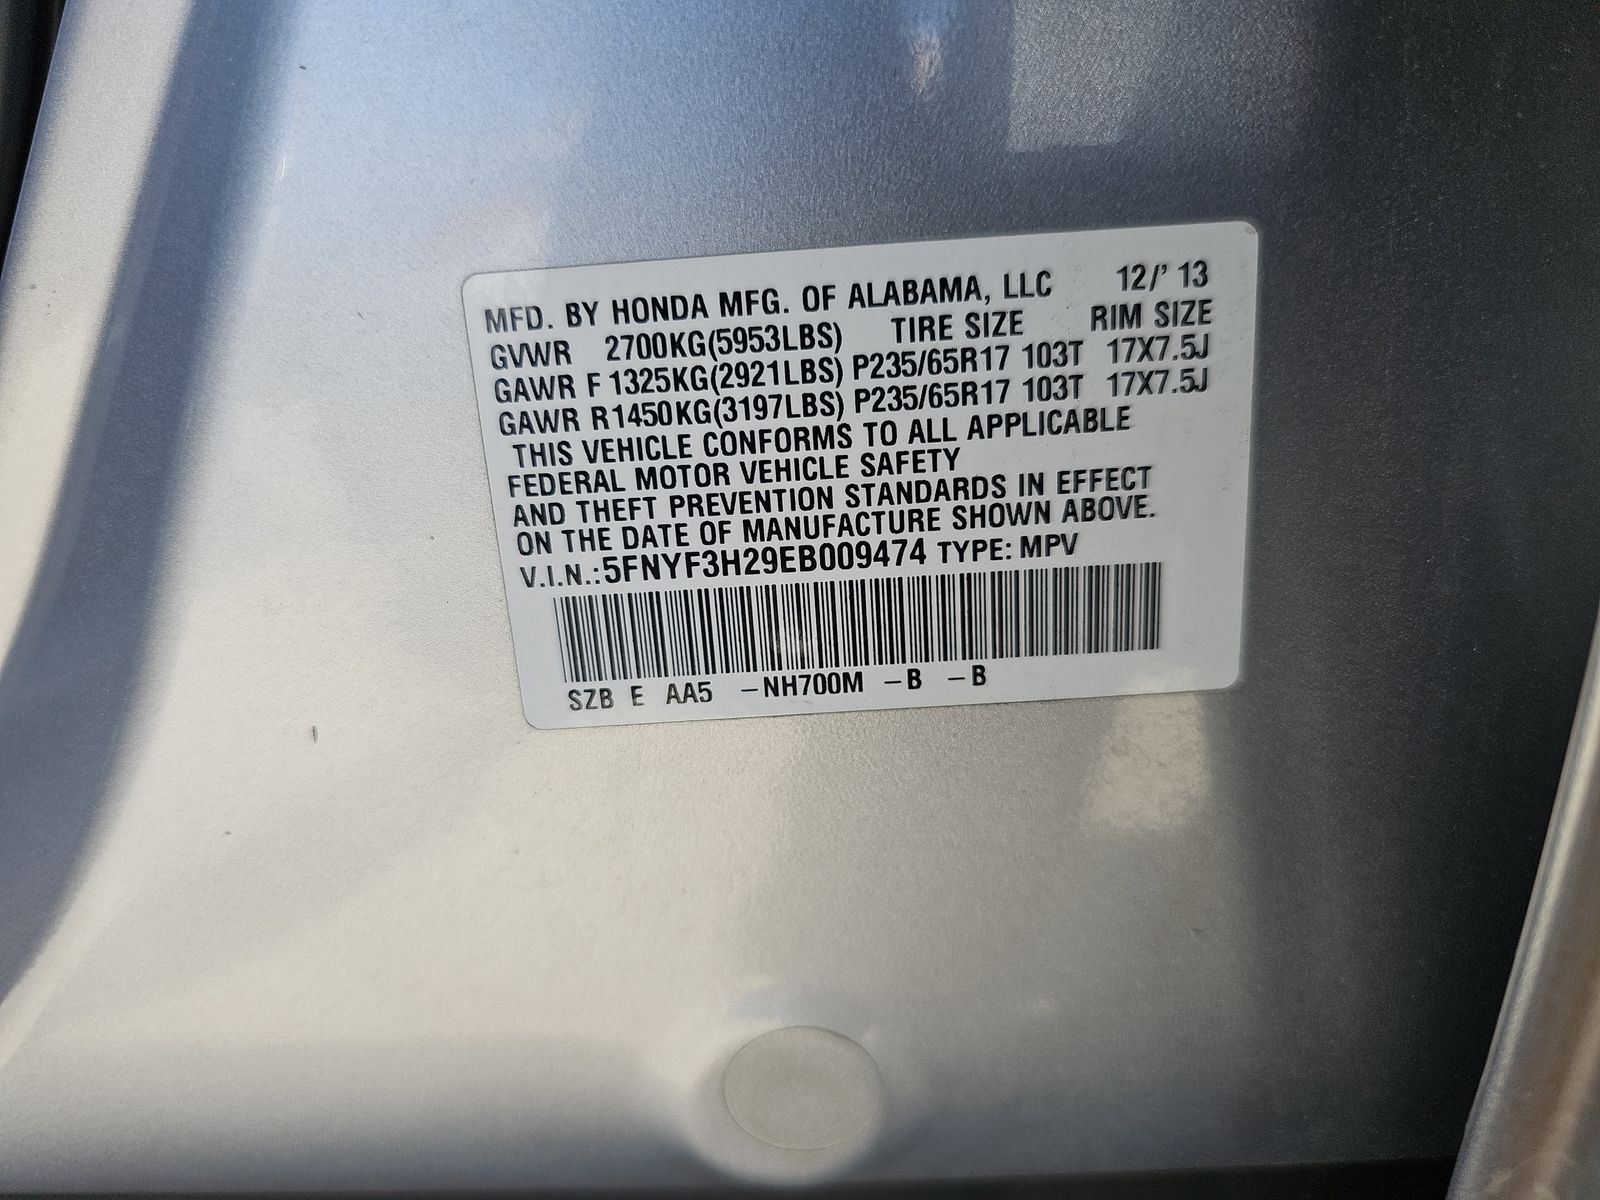 MFD. BY HONDA MFG. OF ALABAMA, LLC 12/' 13
GVWR 2700KG(5953LBS) TIRE SIZE RIM SIZE
GAWR F 1325KG(2921LBS) P235/65R17 103T 17X7.5J
GAWR R1450KG(3197LBS) P235/65R17 103T 17X7.5J
THIS VEHICLE CONFORMS TO ALL APPLICABLE
FEDERAL MOTOR VEHICLE SAFETY
AND THEFT PREVENTION STANDARDS IN EFFECT
ON THE DATE OF MANUFACTURE SHOWN ABOVE.
V.I.N.:5FNYF3H29EB009474 TYPE: MPV
SZB E AA5 -NH700M -B -B